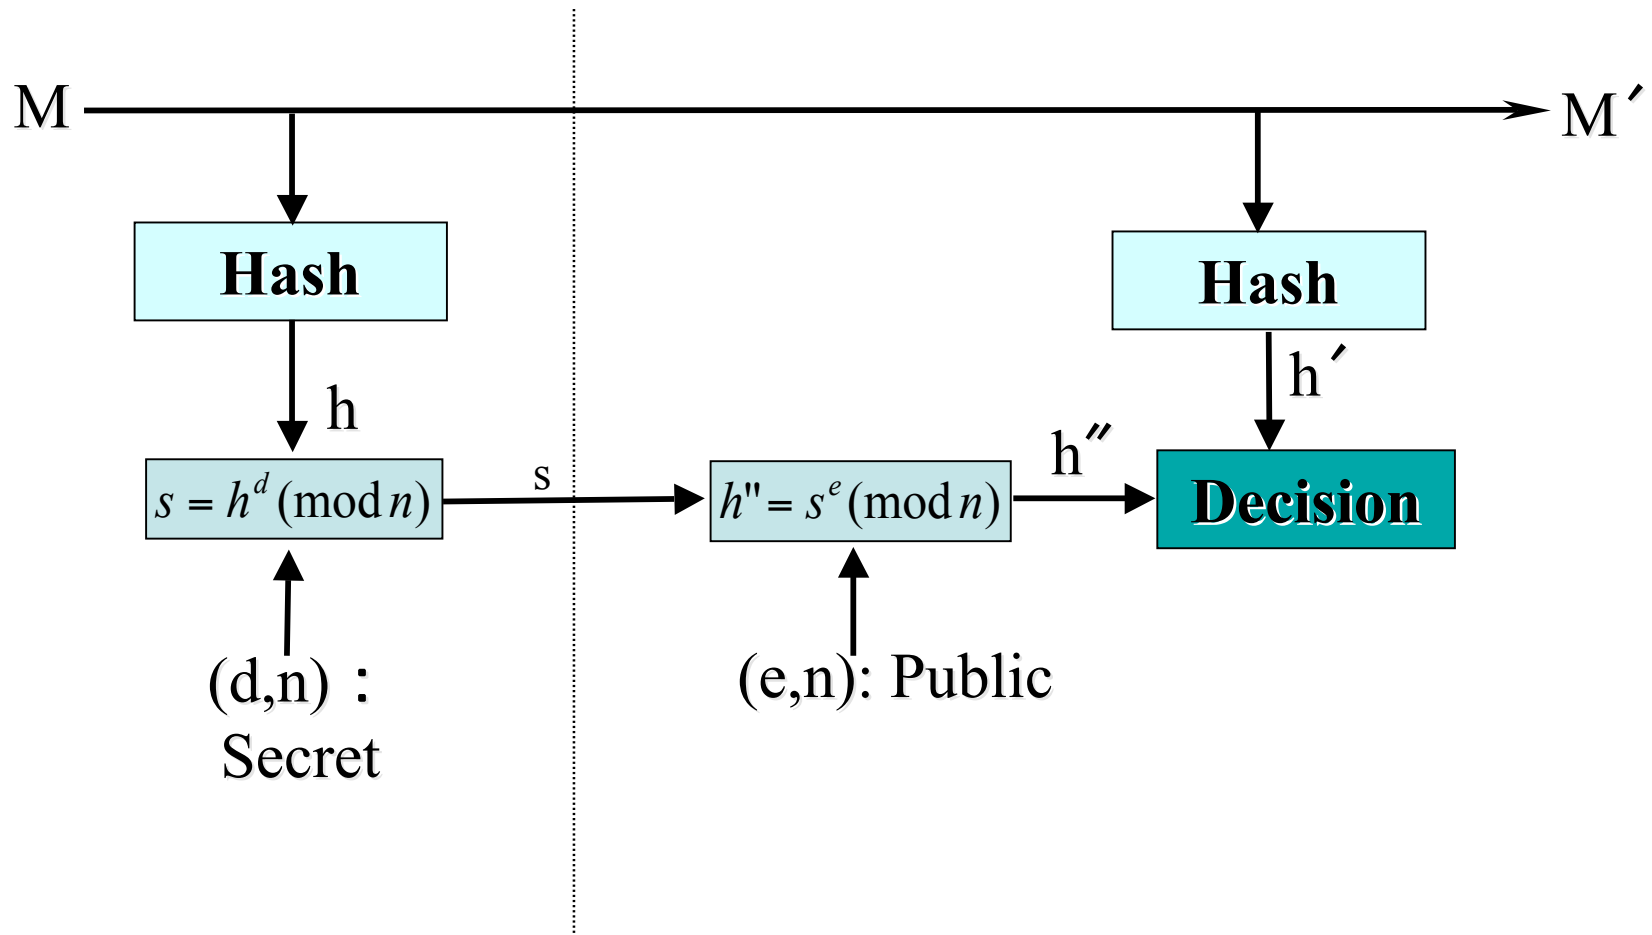 M
M′
Hash
Hash
h
h′
s = h^d (mod n)
s
h" = s^e (mod n)
h″
Decision
(d,n) :
Secret
(e,n): Public